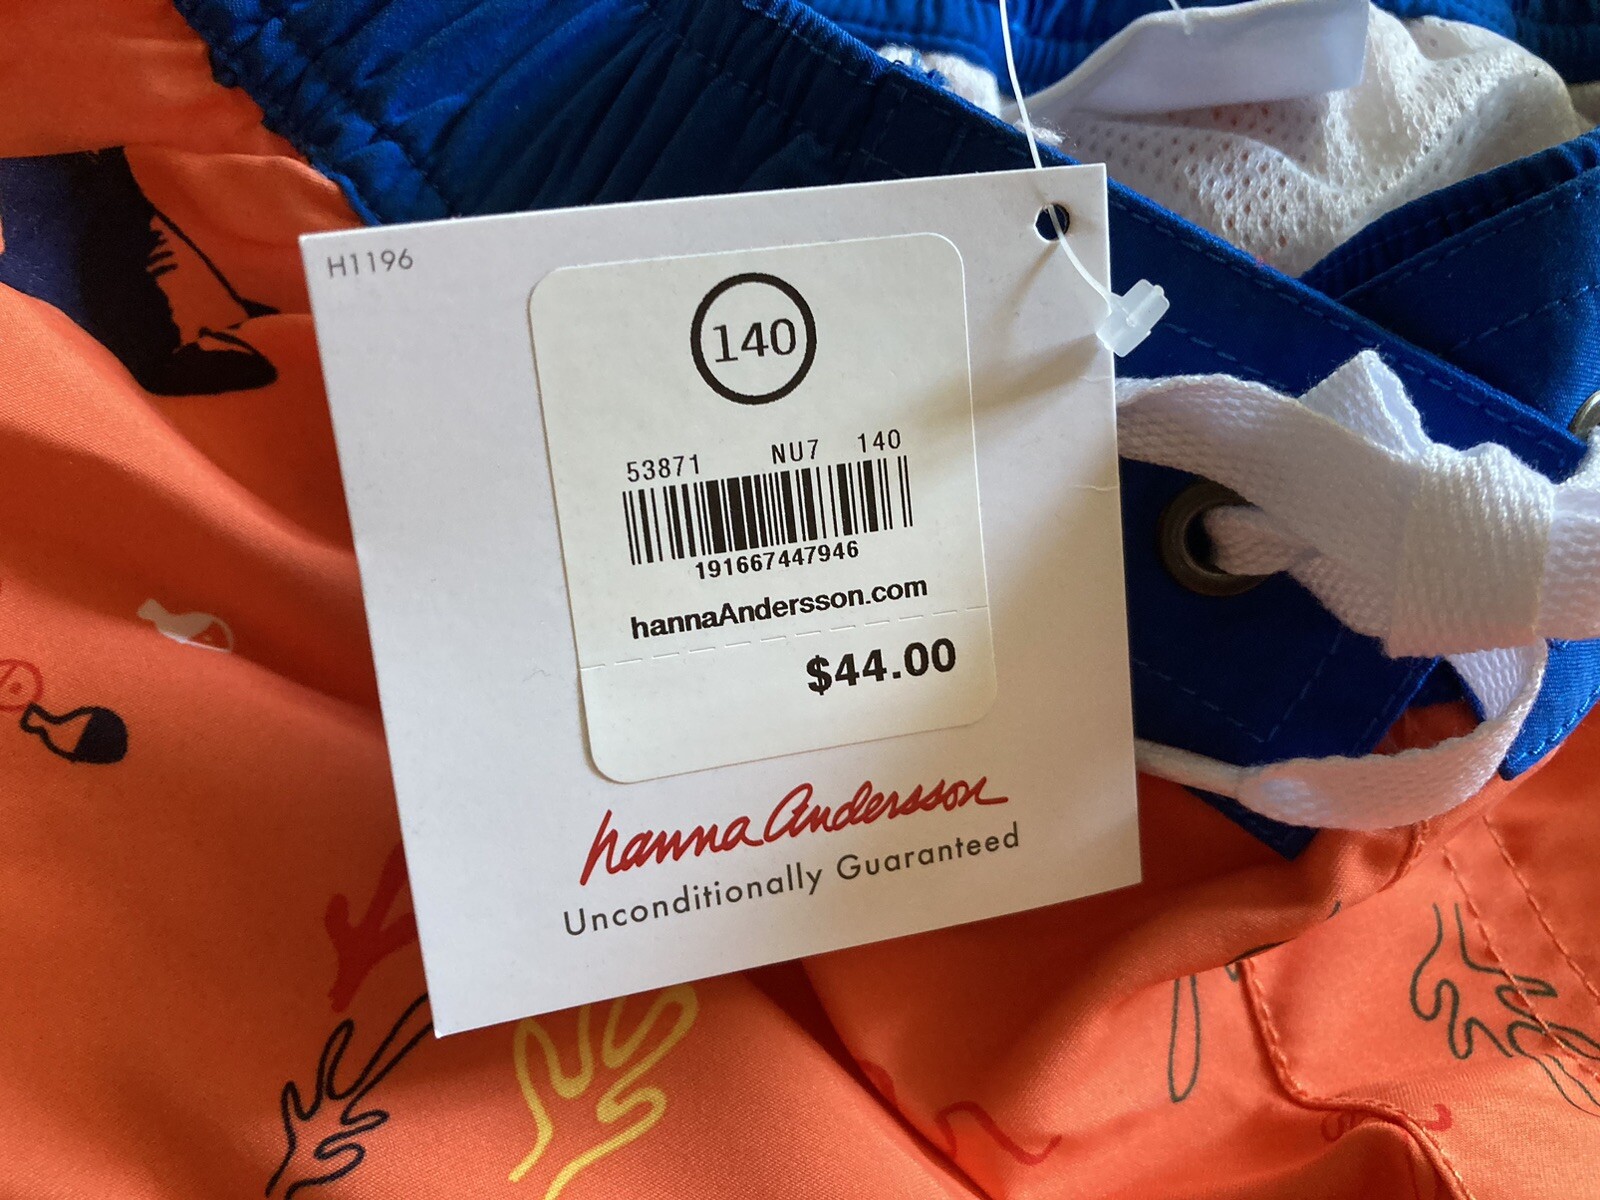 H1196
140
53871 NU7 140
191667447946
hannaAndersson.com
$44.00
hanna Andersson
Unconditionally Guaranteed